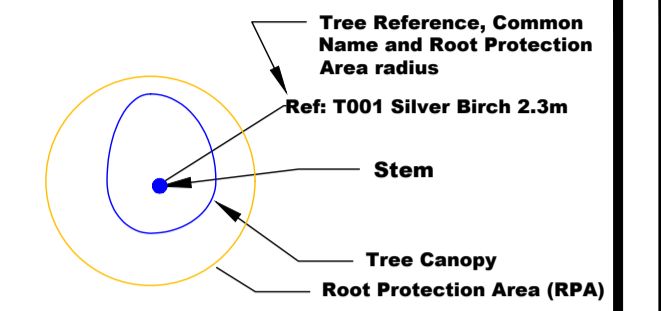 Tree Reference, Common
Name and Root Protection
Area radius
Ref: T001 Silver Birch 2.3m
Stem
Tree Canopy
Root Protection Area (RPA)